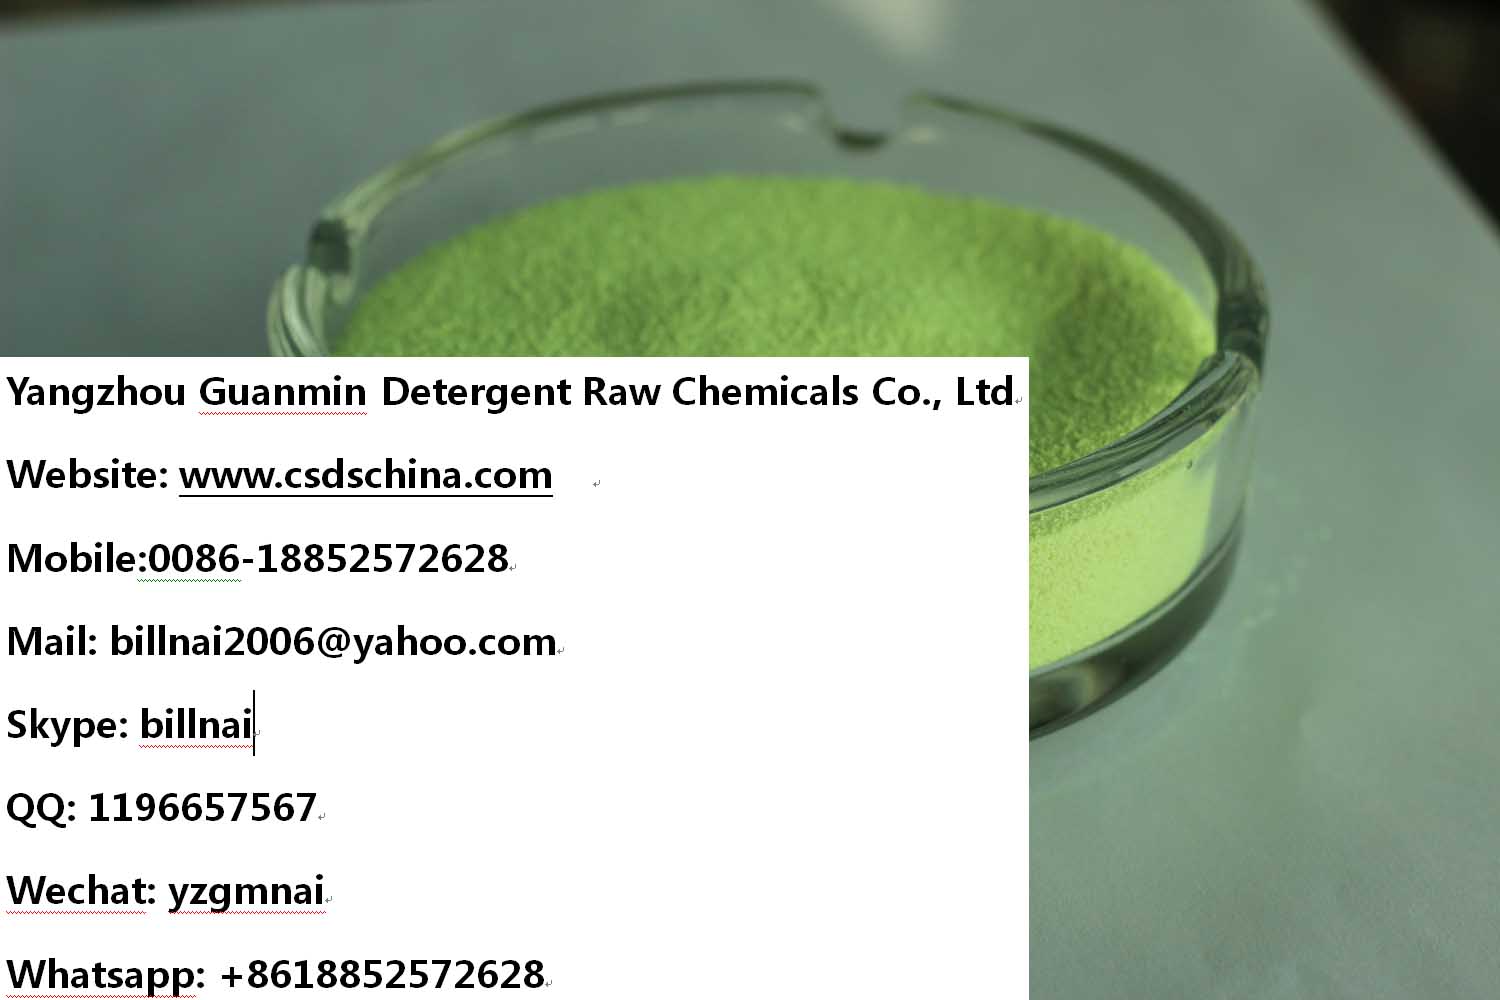 Yangzhou Guanmin Detergent Raw Chemicals Co., Ltd
Website: www.csdschina.com
Mobile:0086-18852572628
Mail: billnai2006@yahoo.com
Skype: billnai
QQ: 1196657567
Wechat: yzgmnai
Whatsapp: +8618852572628